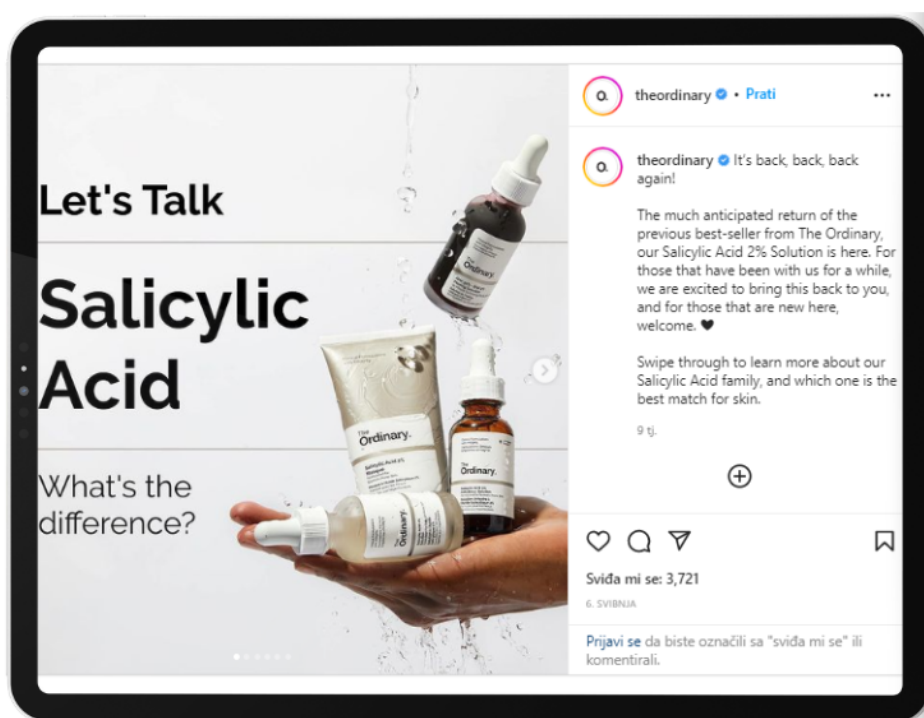 Let's Talk
Salicylic
Acid
What's the
difference?
The
Ordinary.
The
Ordinary.
Salicylic Acid 2%
Masque
The
Ordinary.
The
Ordinary.
O.
theordinary • Prati
O.
theordinary It's back, back, back
again!
The much anticipated return of the
previous best-seller from The Ordinary,
our Salicylic Acid 2% Solution is here. For
those that have been with us for a while,
we are excited to bring this back to you,
and for those that are new here,
welcome. 🖤
Swipe through to learn more about our
Salicylic Acid family, and which one is the
best match for skin.
9 tj.
Sviđa mi se: 3,721
6. SVIBNJA
Prijavi se da biste označili sa "sviđa mi se" ili
komentirali.